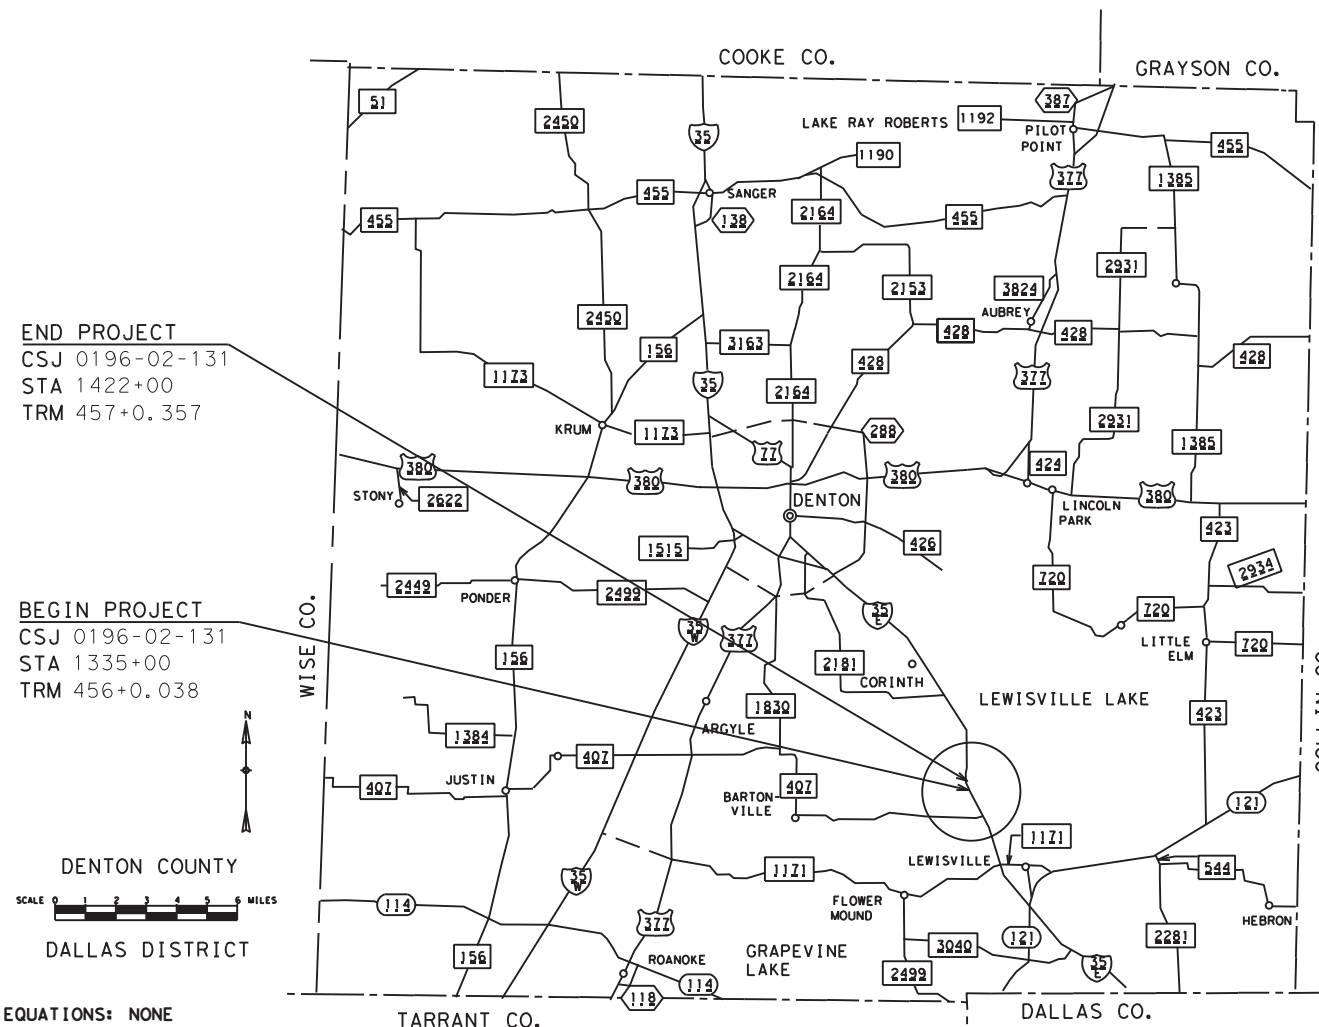 COOKE CO.
GRAYSON CO.
51
2450
35
387
1192
LAKE RAY ROBERTS
PILOT
POINT
455
1190
1385
377
455
SANGER
2164
455
138
455
2931
2164
2153
3824
AUBREY
428
428
2450
END PROJECT
CSJ 0196-02-131
STA 1422+00
TRM 457+0.357
156
3163
428
428
1173
35
2164
377
2931
KRUM
1173
77
288
1385
380
380
380
424
STONY
2622
DENTON
LINCOLN
PARK
380
423
1515
426
2934
2449
PONDER
2499
720
720
35
E
BEGIN PROJECT
CSJ 0196-02-131
STA 1335+00
TRM 456+0.038
WISE CO.
35
W
377
LITTLE
ELM
720
156
2181
CORINTH
LEWISVILLE LAKE
N
1830
423
ARGYLE
1384
407
JUSTIN
407
BARTON-
VILLE
407
121
1171
DENTON COUNTY
LEWISVILLE
1171
544
35
W
SCALE 0 1 2 3 4 5 6 MILES
114
FLOWER
MOUND
HEBRON
377
DALLAS DISTRICT
156
ROANOKE
GRAPEVINE
LAKE
3040
121
2281
2499
35
E
114
118
EQUATIONS: NONE
TARRANT CO.
DALLAS CO.